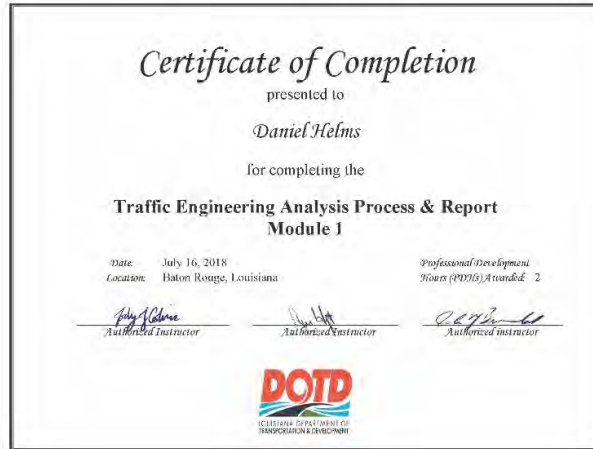 Certificate of Completion
presented to
Daniel Helms
for completing the
Traffic Engineering Analysis Process & Report
Module 1
Date: July 16, 2018
Location: Baton Rouge, Louisiana
Professional Development
Hours (PDHs) Awarded: 2
Authorized Instructor
Authorized Instructor
Authorized instructor
DOTD
LOUISIANA DEPARTMENT OF
TRANSPORTATION & DEVELOPMENT